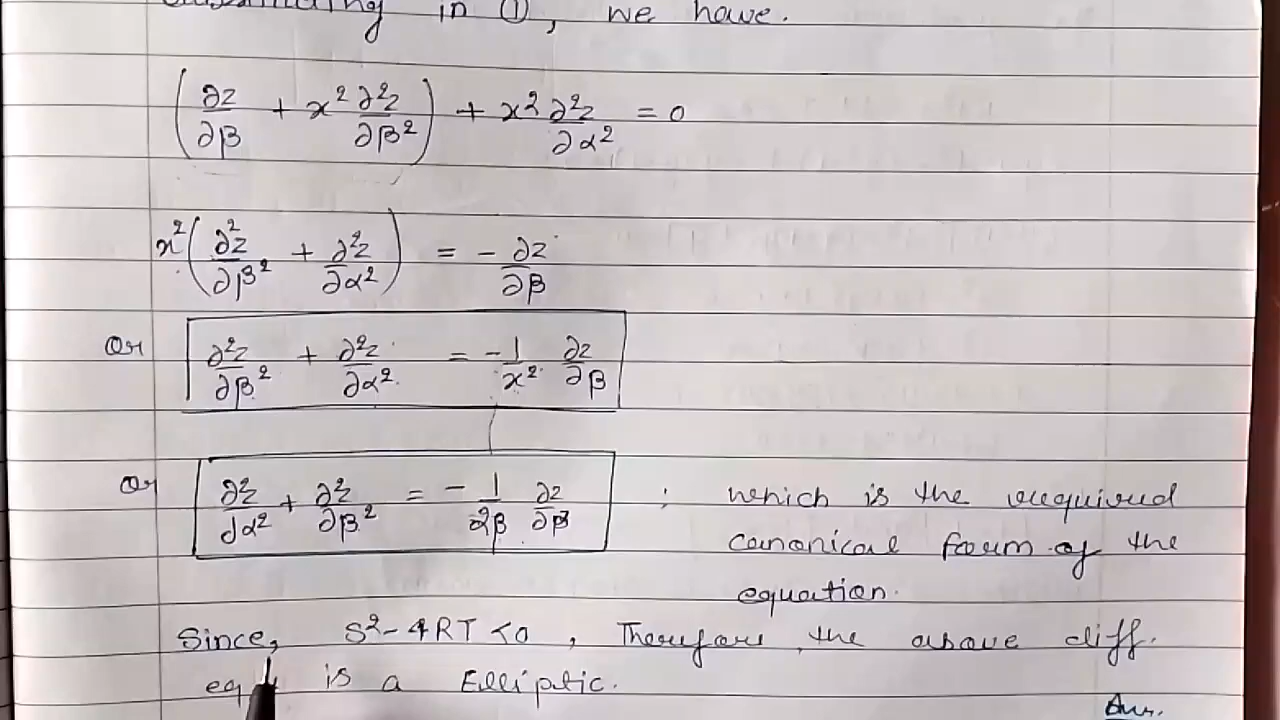 in ①, we have.
(∂z/∂β + x² ∂²z/∂β²) + x² ∂²z/∂α² = 0
x² (∂²z/∂β² + ∂²z/∂α²) = - ∂z/∂β
Or ∂²z/∂β² + ∂²z/∂α² = - 1/x² ∂z/∂β
Or ∂²z/∂α² + ∂²z/∂β² = - 1/2β ∂z/∂β ; which is the required
canonical form of the
equation.
Since, S² - 4RT < 0, Therefore, the above diff.
is a Elliptic.
Ans.